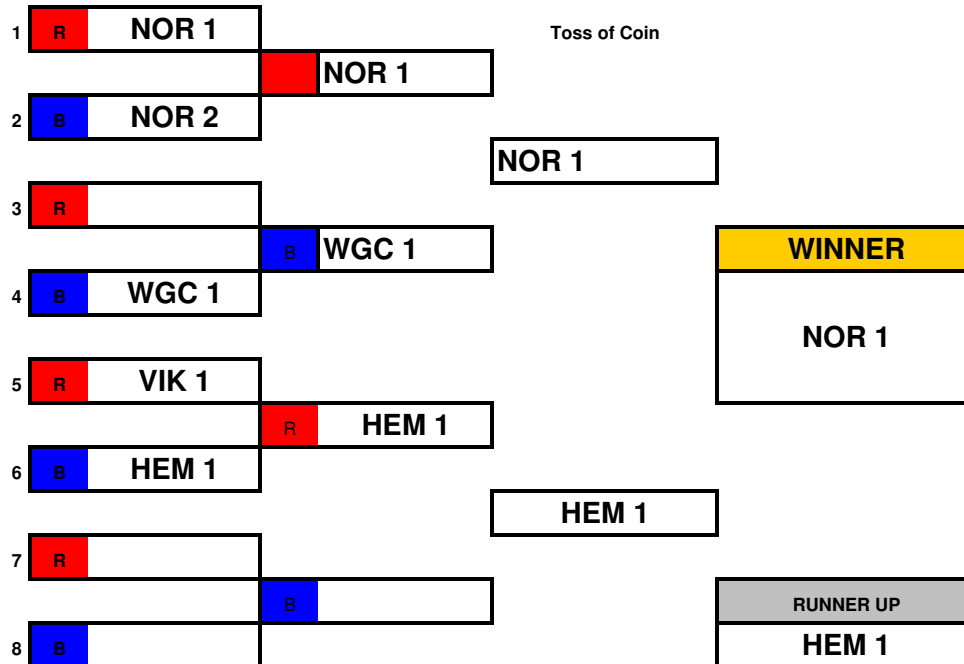 1 R NOR 1 Toss of Coin
NOR 1
2 B NOR 2
NOR 1
3 R
B WGC 1 WINNER
4 B WGC 1
NOR 1
5 R VIK 1
R HEM 1
6 B HEM 1
HEM 1
7 R
B RUNNER UP
8 B HEM 1